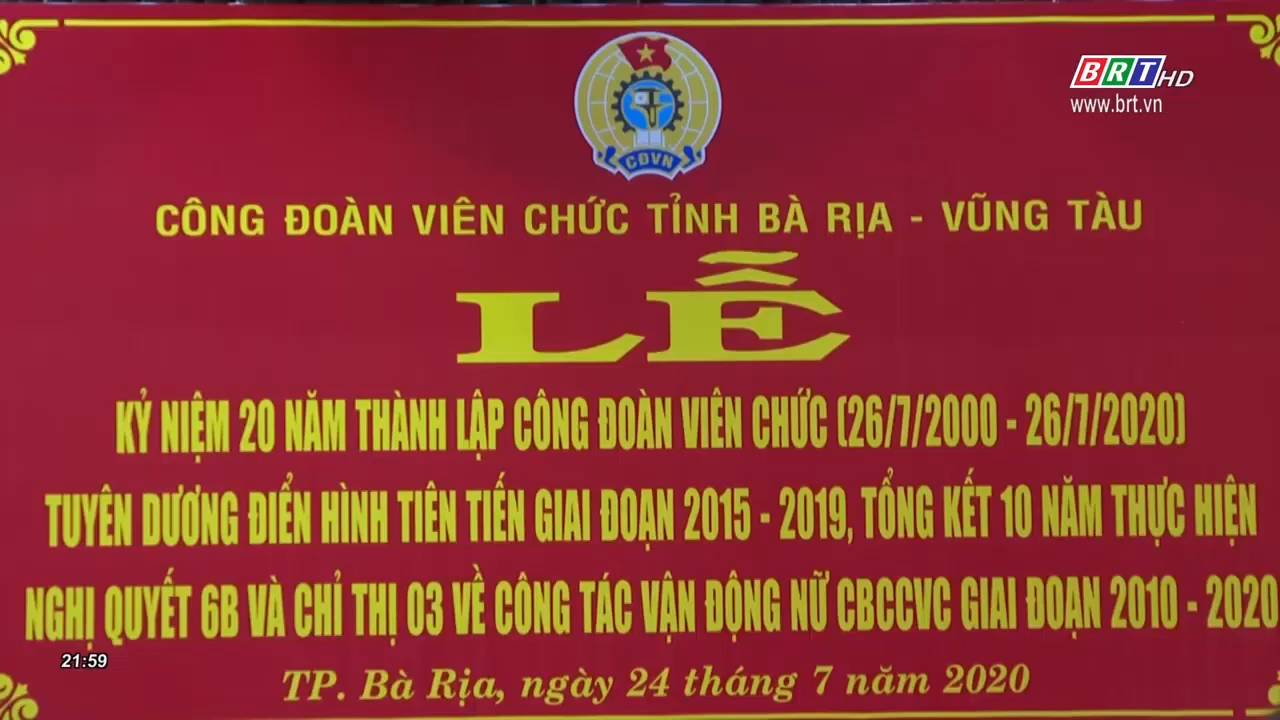 BRT HD
www.brt.vn
CĐVN
CÔNG ĐOÀN VIÊN CHỨC TỈNH BÀ RỊA - VŨNG TÀU
LỄ
KỶ NIỆM 20 NĂM THÀNH LẬP CÔNG ĐOÀN VIÊN CHỨC (26/7/2000 - 26/7/2020)
TUYÊN DƯƠNG ĐIỂN HÌNH TIÊN TIẾN GIAI ĐOẠN 2015 - 2019, TỔNG KẾT 10 NĂM THỰC HIỆN
NGHỊ QUYẾT 6B VÀ CHỈ THỊ 03 VỀ CÔNG TÁC VẬN ĐỘNG NỮ CBCCVC GIAI ĐOẠN 2010 - 2020
21:59
TP. Bà Rịa, ngày 24 tháng 7 năm 2020